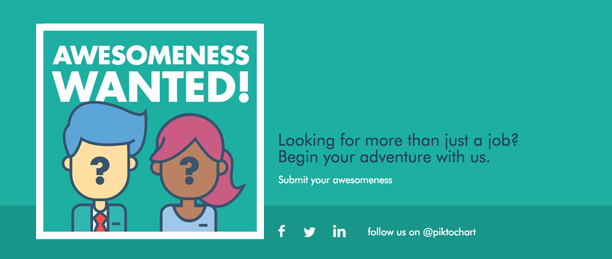 AWESOMENESS
WANTED!
?
?
Looking for more than just a job?
Begin your adventure with us.
Submit your awesomeness
follow us on @piktochart